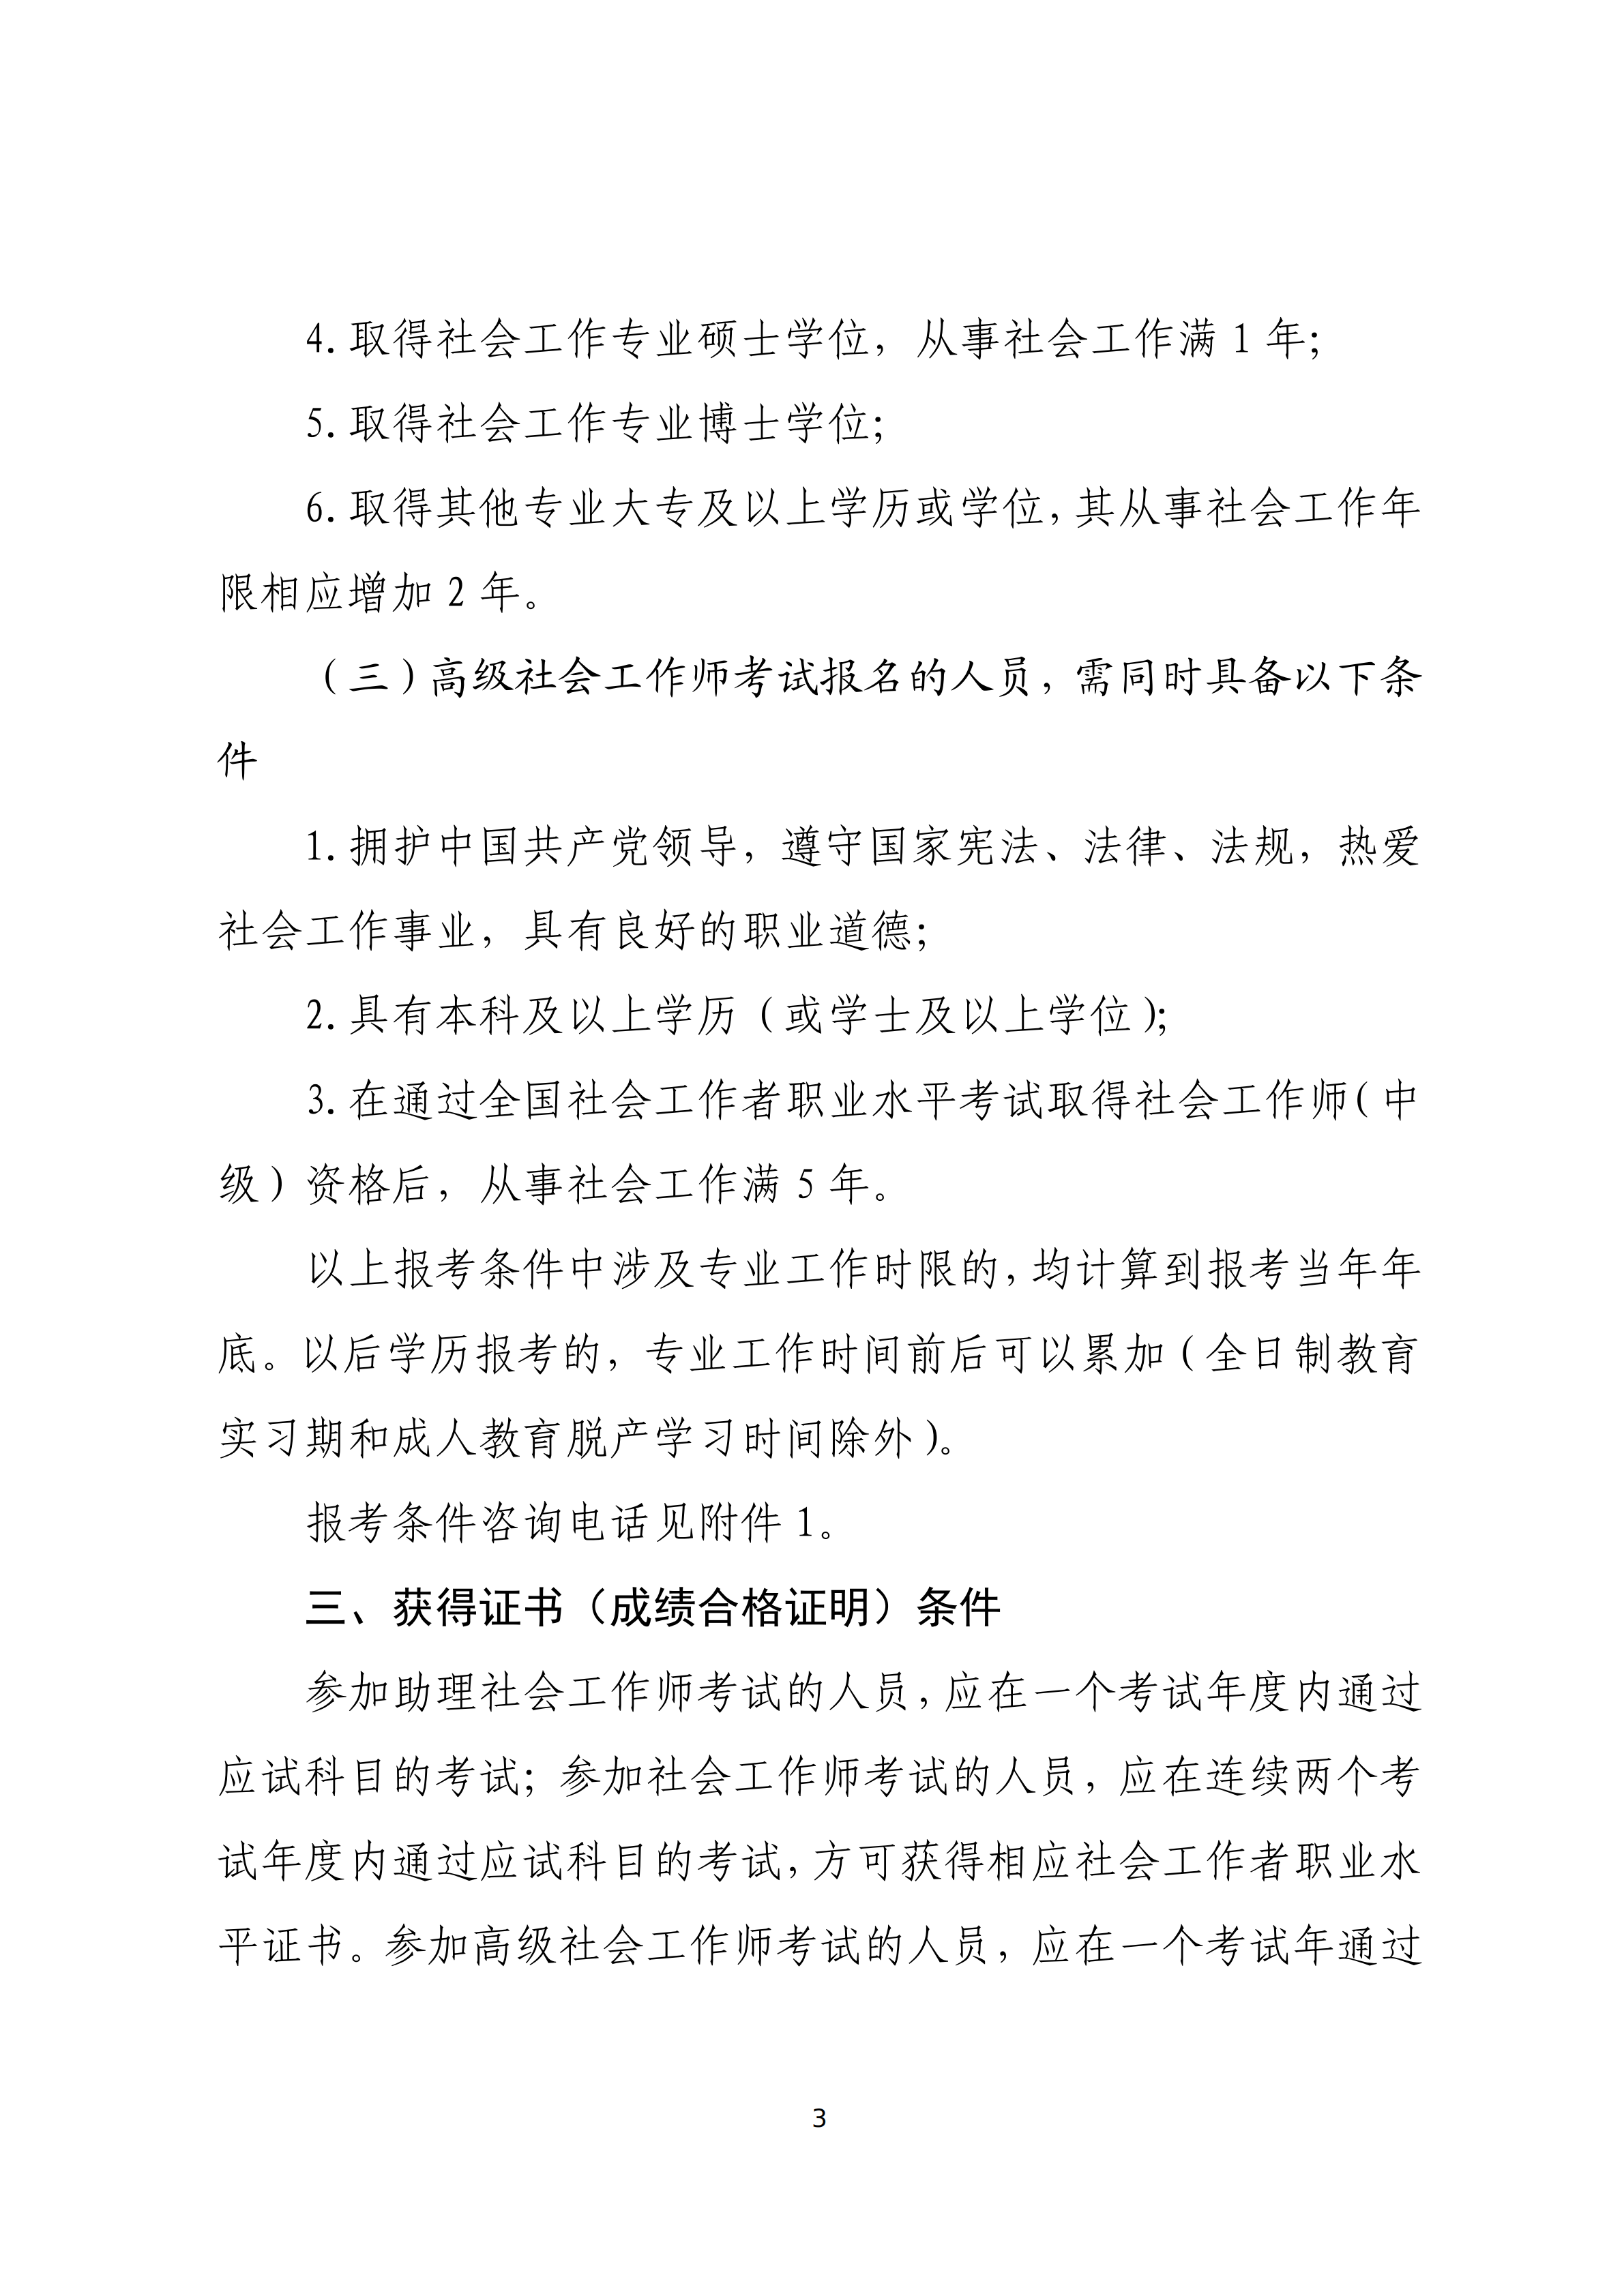 4.取得社会工作专业硕士学位，从事社会工作满 1 年；
5.取得社会工作专业博士学位；
6.取得其他专业大专及以上学历或学位，其从事社会工作年
限相应增加 2 年。
（三）高级社会工作师考试报名的人员，需同时具备以下条
件
1.拥护中国共产党领导，遵守国家宪法、法律、法规，热爱
社会工作事业，具有良好的职业道德；
2.具有本科及以上学历（或学士及以上学位）；
3.在通过全国社会工作者职业水平考试取得社会工作师（中
级）资格后，从事社会工作满 5 年。
以上报考条件中涉及专业工作时限的，均计算到报考当年年
底。以后学历报考的，专业工作时间前后可以累加（全日制教育
实习期和成人教育脱产学习时间除外）。
报考条件咨询电话见附件 1。
三、获得证书（成绩合格证明）条件
参加助理社会工作师考试的人员，应在一个考试年度内通过
应试科目的考试；参加社会工作师考试的人员，应在连续两个考
试年度内通过应试科目的考试，方可获得相应社会工作者职业水
平证书。参加高级社会工作师考试的人员，应在一个考试年通过
3